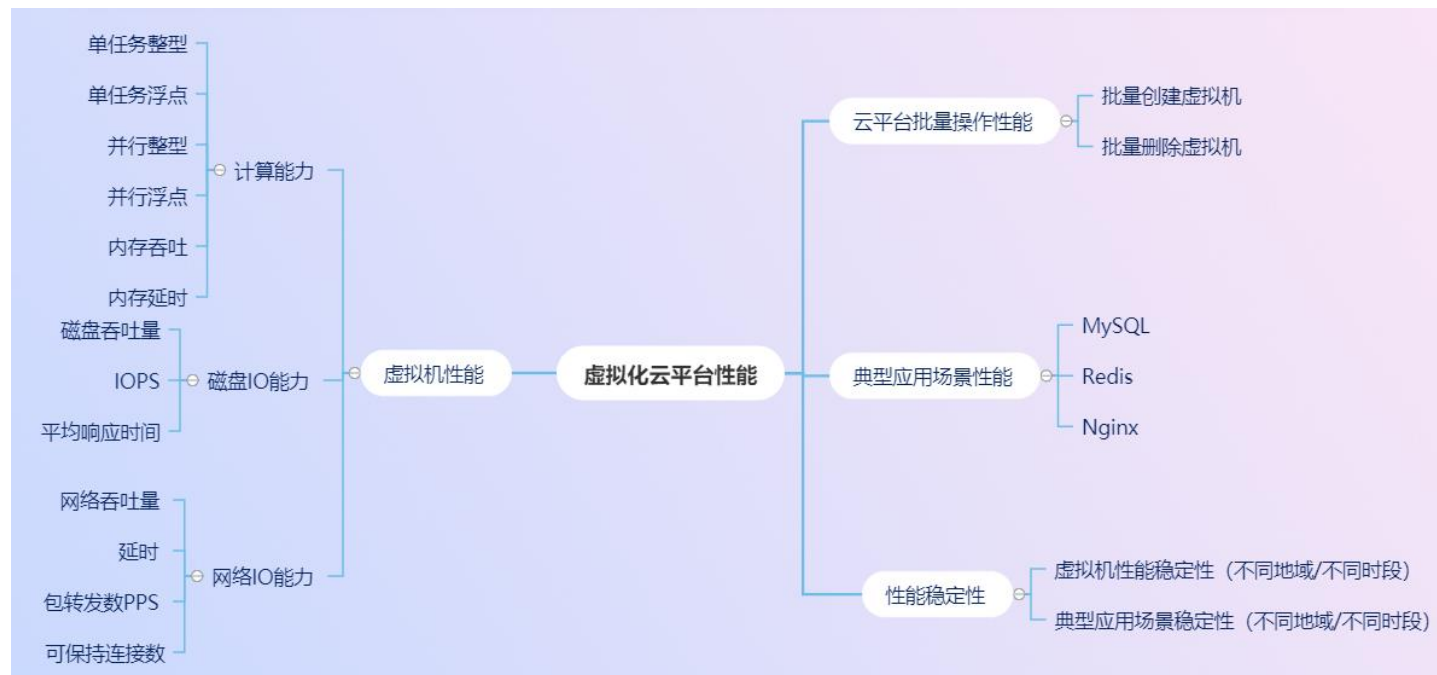 虚拟化云平台性能
虚拟机性能
计算能力
单任务整型
单任务浮点
并行整型
并行浮点
内存吞吐
内存延时
磁盘IO能力
磁盘吞吐量
IOPS
平均响应时间
网络IO能力
网络吞吐量
延时
包转发数PPS
可保持连接数
云平台批量操作性能
批量创建虚拟机
批量删除虚拟机
典型应用场景性能
MySQL
Redis
Nginx
性能稳定性
虚拟机性能稳定性（不同地域/不同时段）
典型应用场景稳定性（不同地域/不同时段）